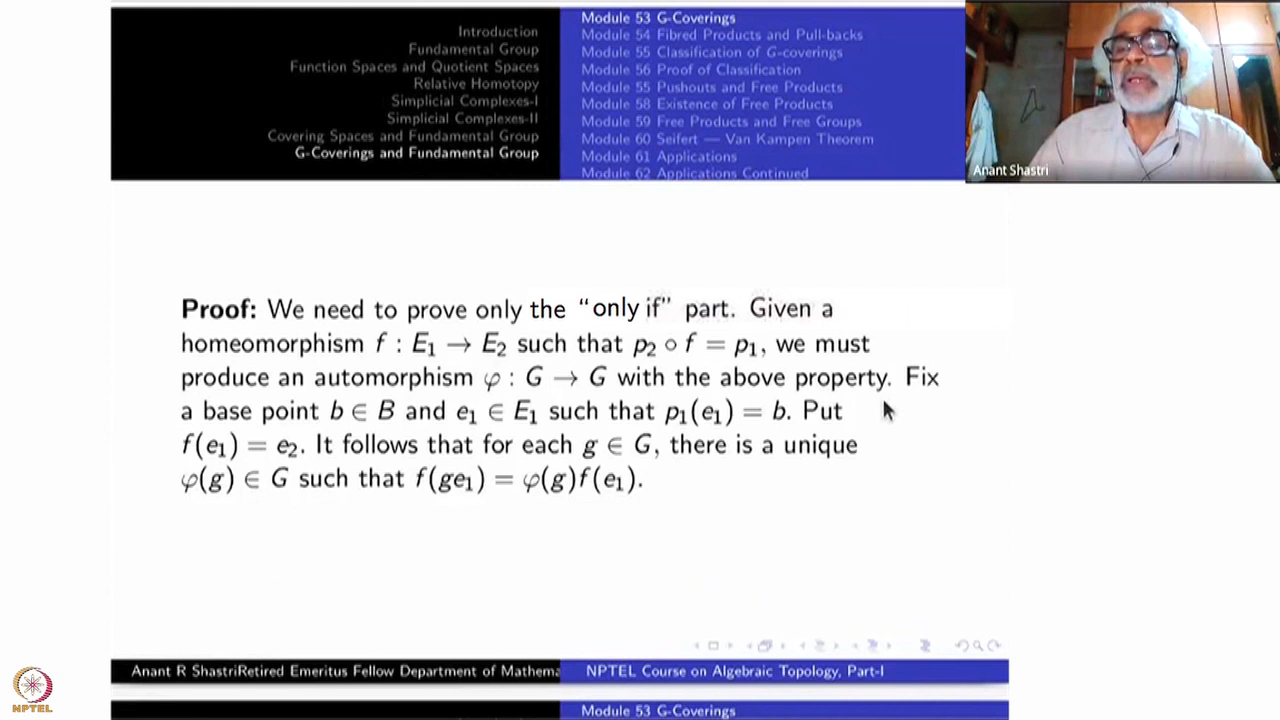 Introduction
Fundamental Group
Function Spaces and Quotient Spaces
Relative Homotopy
Simplicial Complexes-I
Simplicial Complexes-II
Covering Spaces and Fundamental Group
G-Coverings and Fundamental Group
Module 53 G-Coverings
Module 54 Fibred Products and Pull-backs
Module 55 Classification of G-coverings
Module 56 Proof of Classification
Module 55 Pushouts and Free Products
Module 58 Existence of Free Products
Module 59 Free Products and Free Groups
Module 60 Seifert — Van Kampen Theorem
Module 61 Applications
Module 62 Applications Continued
Anant Shastri
Proof: We need to prove only the “only if” part. Given a
homeomorphism f : E₁ → E₂ such that p₂ ∘ f = p₁, we must
produce an automorphism φ : G → G with the above property. Fix
a base point b ∈ B and e₁ ∈ E₁ such that p₁(e₁) = b. Put
f(e₁) = e₂. It follows that for each g ∈ G, there is a unique
φ(g) ∈ G such that f(ge₁) = φ(g)f(e₁).
Anant R ShastriRetired Emeritus Fellow Department of Mathema
NPTEL Course on Algebraic Topology, Part-I
NPTEL
Module 53 G-Coverings